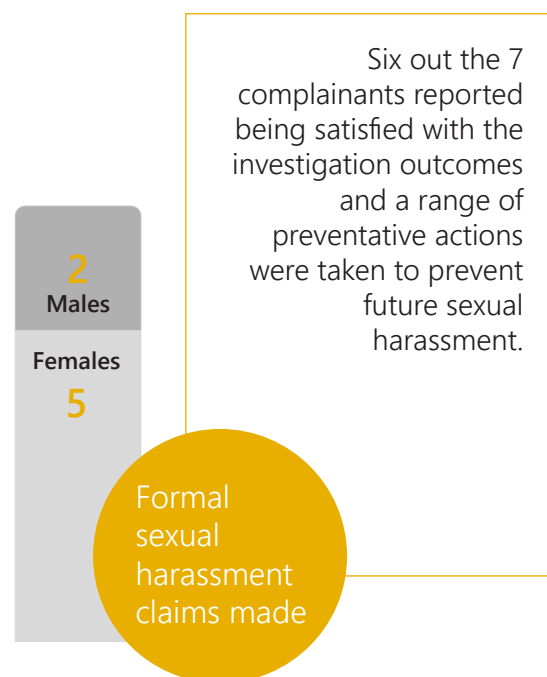 Six out the 7
complainants reported
being satisfied with the
investigation outcomes
and a range of
preventative actions
were taken to prevent
future sexual
harassment.
2
Males
Females
5
Formal
sexual
harassment
claims made